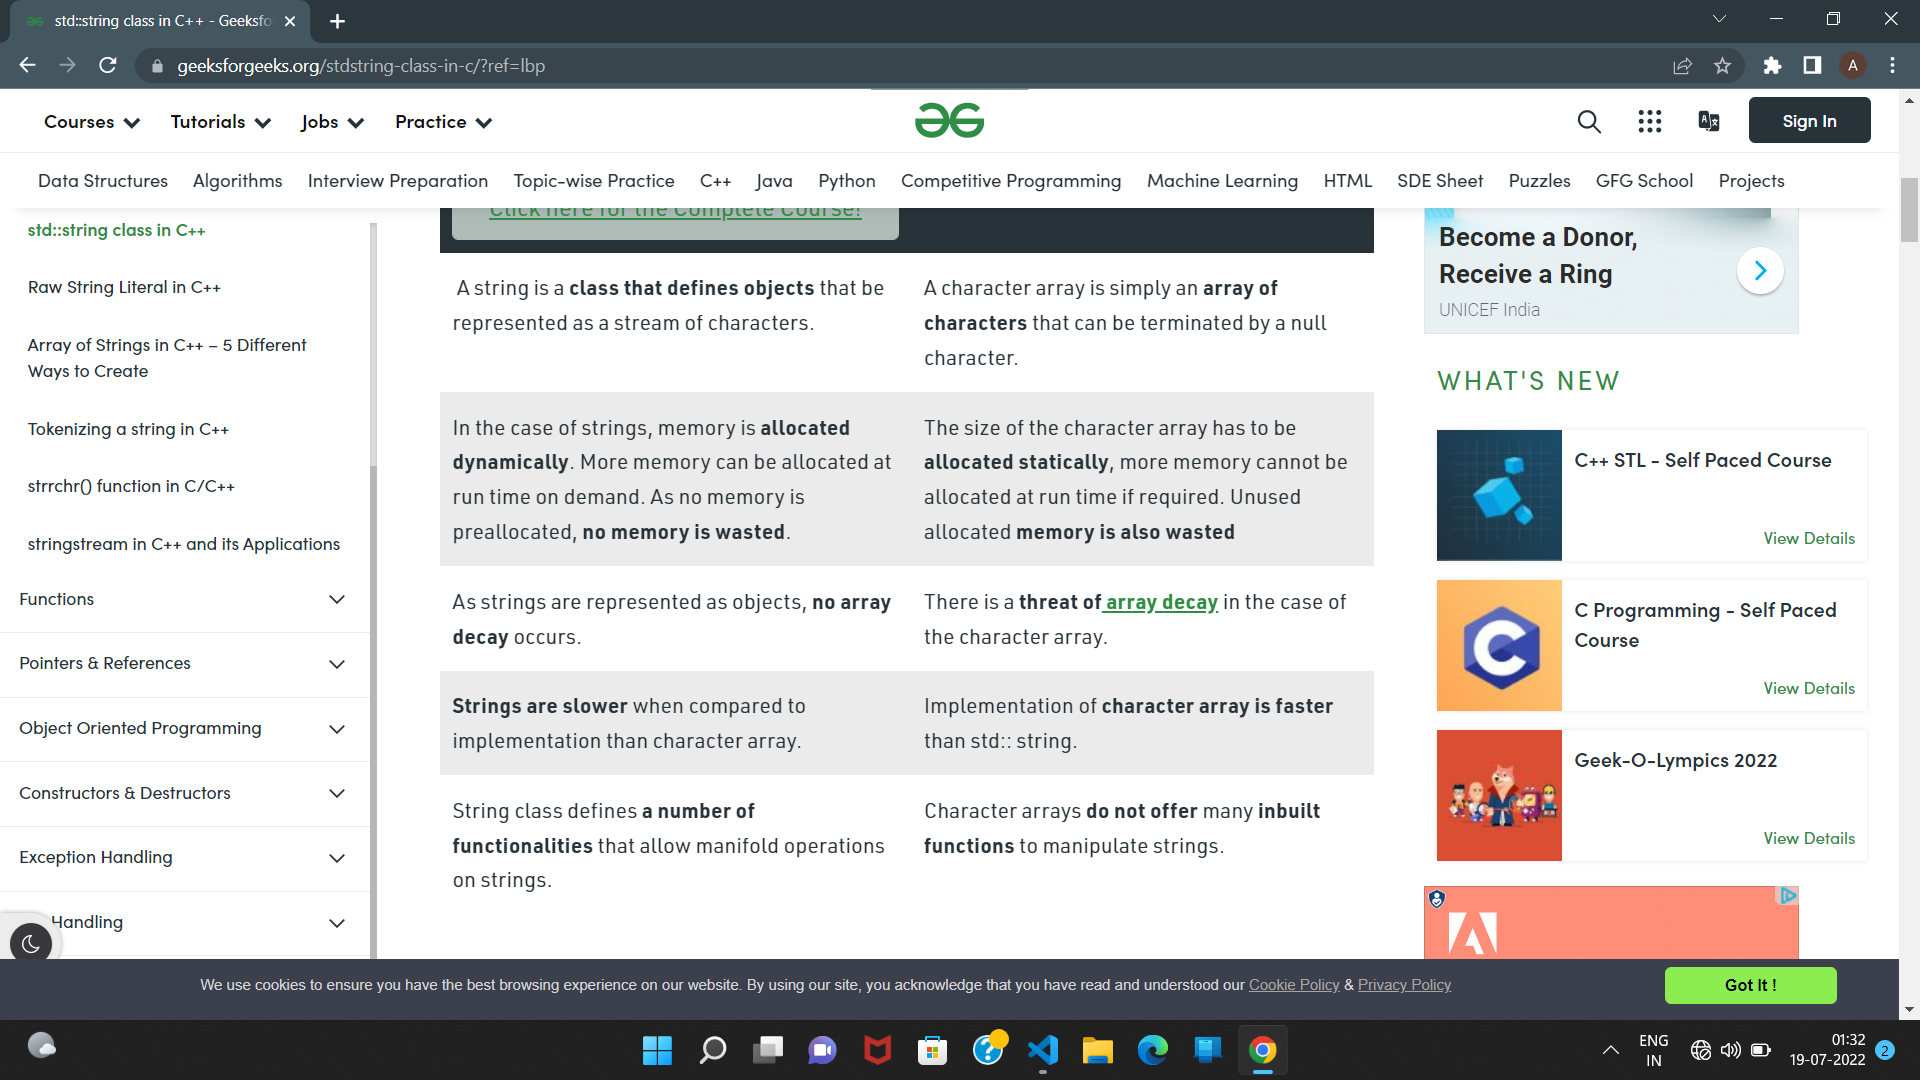 std::string class in C++ - Geeksfo
geeksforgeeks.org/stdstring-class-in-c/?ref=lbp
A
Courses Tutorials Jobs Practice
Sign In
Data Structures Algorithms Interview Preparation Topic-wise Practice C++ Java Python Competitive Programming Machine Learning HTML SDE Sheet Puzzles GFG School Projects
std::string class in C++
Raw String Literal in C++
Array of Strings in C++ – 5 Different
Ways to Create
Tokenizing a string in C++
strrchr() function in C/C++
stringstream in C++ and its Applications
Functions
Pointers & References
Object Oriented Programming
Constructors & Destructors
Exception Handling
Handling
Click here for the Complete Course!
A string is a class that defines objects that be
represented as a stream of characters.
A character array is simply an array of
characters that can be terminated by a null
character.
In the case of strings, memory is allocated
dynamically. More memory can be allocated at
run time on demand. As no memory is
preallocated, no memory is wasted.
The size of the character array has to be
allocated statically, more memory cannot be
allocated at run time if required. Unused
allocated memory is also wasted
As strings are represented as objects, no array
decay occurs.
There is a threat of array decay in the case of
the character array.
Strings are slower when compared to
implementation than character array.
Implementation of character array is faster
than std:: string.
String class defines a number of
functionalities that allow manifold operations
on strings.
Character arrays do not offer many inbuilt
functions to manipulate strings.
Become a Donor,
Receive a Ring
UNICEF India
WHAT'S NEW
C++ STL - Self Paced Course
View Details
C Programming - Self Paced
Course
View Details
Geek-O-Lympics 2022
View Details
We use cookies to ensure you have the best browsing experience on our website. By using our site, you acknowledge that you have read and understood our Cookie Policy & Privacy Policy
Got It !
ENG
IN
01:32
19-07-2022
2